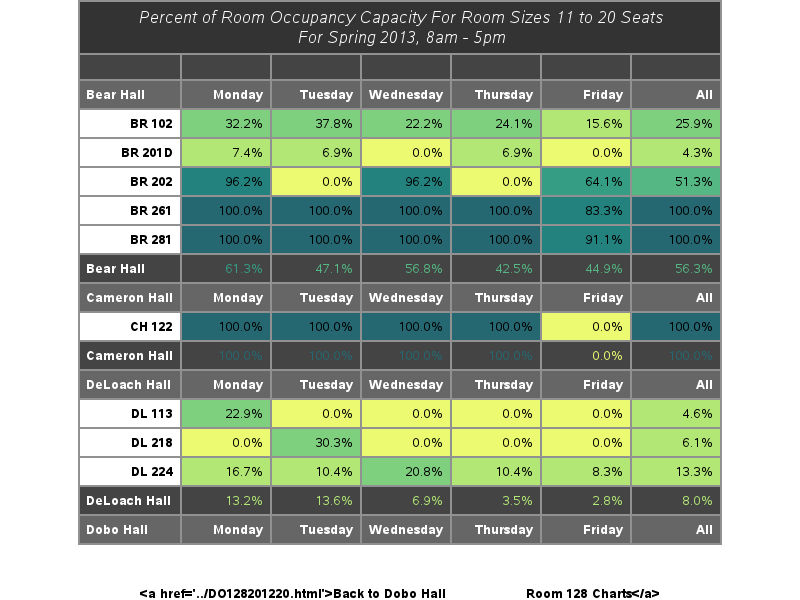 Percent of Room Occupancy Capacity For Room Sizes 11 to 20 Seats
For Spring 2013, 8am - 5pm
Bear Hall Monday Tuesday Wednesday Thursday Friday All
BR 102 32.2% 37.8% 22.2% 24.1% 15.6% 25.9%
BR 201D 7.4% 6.9% 0.0% 6.9% 0.0% 4.3%
BR 202 96.2% 0.0% 96.2% 0.0% 64.1% 51.3%
BR 261 100.0% 100.0% 100.0% 100.0% 83.3% 100.0%
BR 281 100.0% 100.0% 100.0% 100.0% 91.1% 100.0%
Bear Hall 61.3% 47.1% 56.8% 42.5% 44.9% 56.3%
Cameron Hall Monday Tuesday Wednesday Thursday Friday All
CH 122 100.0% 100.0% 100.0% 100.0% 0.0% 100.0%
Cameron Hall 100.0% 100.0% 100.0% 100.0% 0.0% 100.0%
DeLoach Hall Monday Tuesday Wednesday Thursday Friday All
DL 113 22.9% 0.0% 0.0% 0.0% 0.0% 4.6%
DL 218 0.0% 30.3% 0.0% 0.0% 0.0% 6.1%
DL 224 16.7% 10.4% 20.8% 10.4% 8.3% 13.3%
DeLoach Hall 13.2% 13.6% 6.9% 3.5% 2.8% 8.0%
Dobo Hall Monday Tuesday Wednesday Thursday Friday All
<a href='../DO128201220.html'>Back to Dobo Hall Room 128 Charts</a>